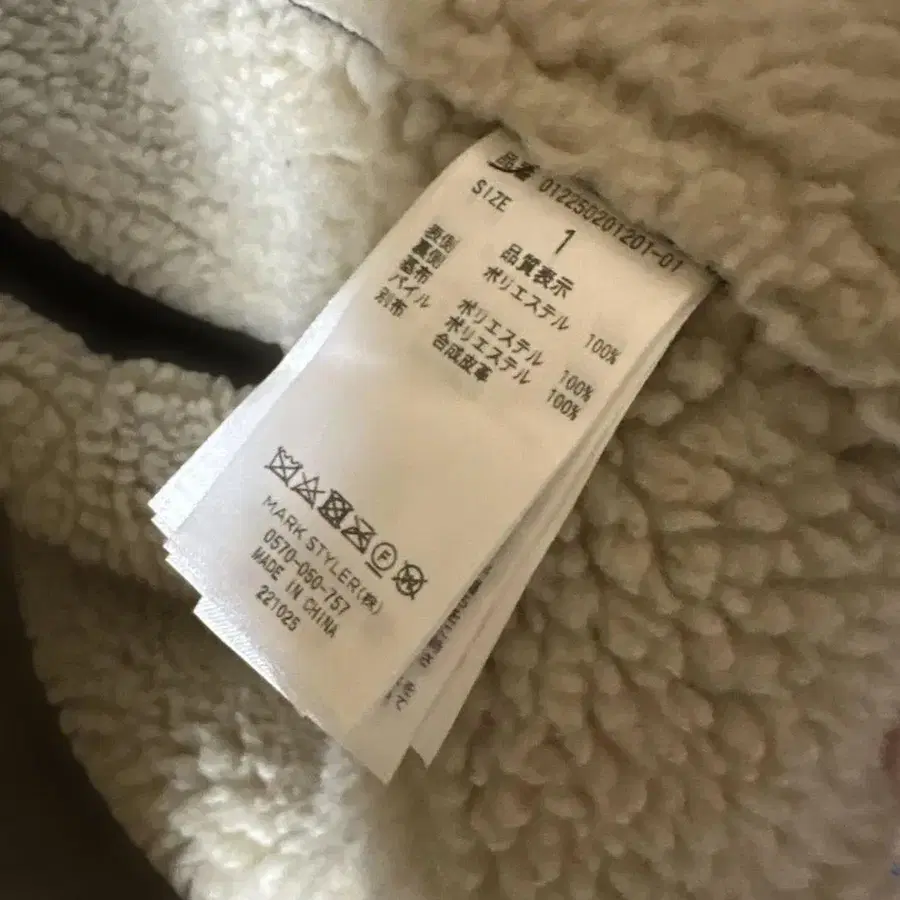 品番 012250201201-01
SIZE 1
品質表示
表側 ポリエステル 100%
裏側
基布 ポリエステル 100%
パイル ポリエステル 100%
別布 合成皮革
MARK STYLER(株)
0570-050-757
MADE IN CHINA
221025